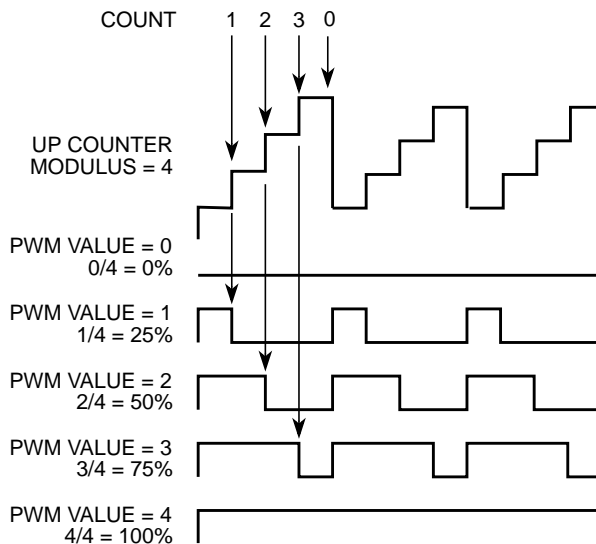 COUNT 1 2 3 0
UP COUNTER
MODULUS = 4
PWM VALUE = 0
0/4 = 0%
PWM VALUE = 1
1/4 = 25%
PWM VALUE = 2
2/4 = 50%
PWM VALUE = 3
3/4 = 75%
PWM VALUE = 4
4/4 = 100%